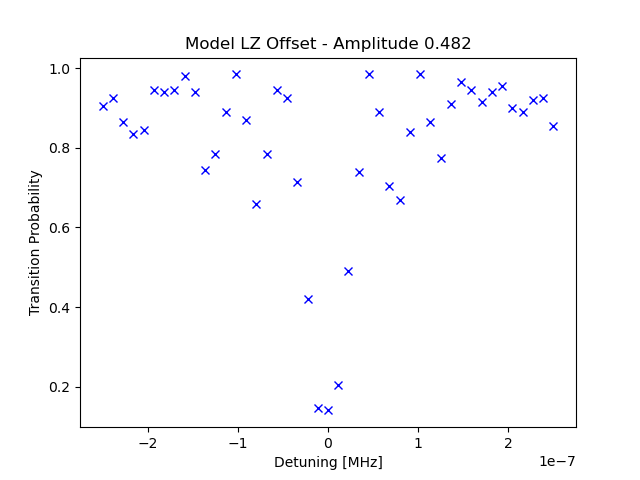 Model LZ Offset - Amplitude 0.482
1.0
0.8
0.6
0.4
0.2
Transition Probability
−2
−1
0
1
2
1e−7
Detuning [MHz]